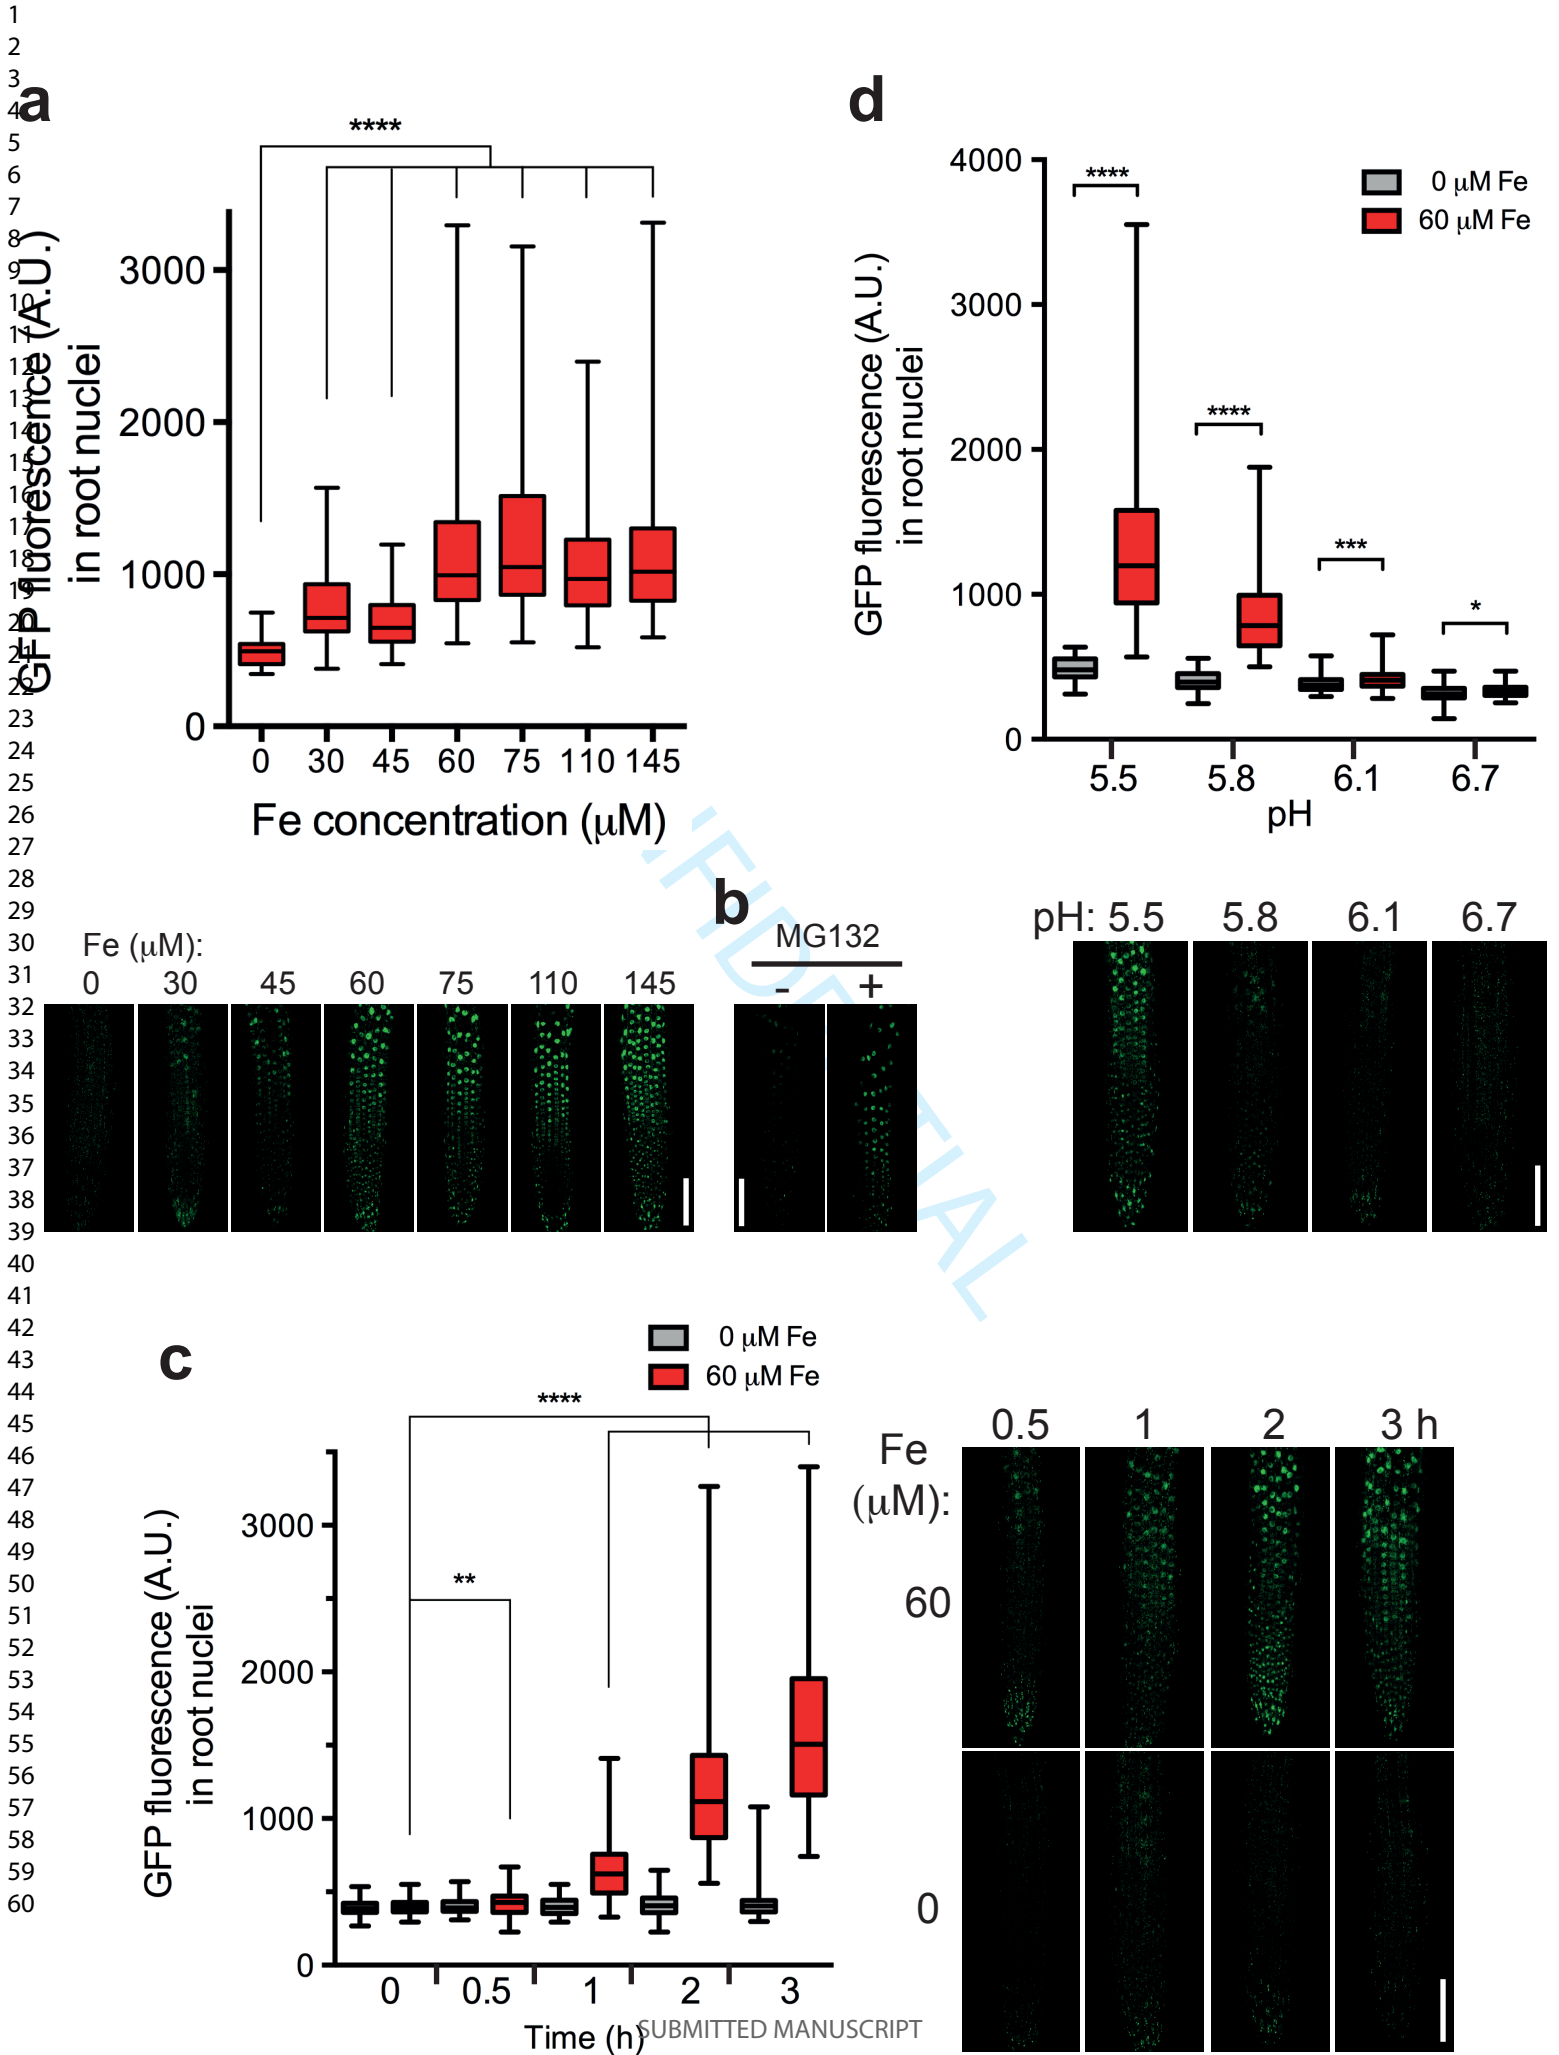 1
2
3
4
5
6
7
8
9
10
11
12
13
14
15
16
17
18
19
20
21
22
23
24
25
26
27
28
29
30
31
32
33
34
35
36
37
38
39
40
41
42
43
44
45
46
47
48
49
50
51
52
53
54
55
56
57
58
59
60
a
****
GFP fluorescence (A.U.)
in root nuclei
3000
2000
1000
0
0 30 45 60 75 110 145
Fe concentration (μM)
Fe (μM):
0 30 45 60 75 110 145
b
MG132
- +
c
0 μM Fe
60 μM Fe
****
**
GFP fluorescence (A.U.)
in root nuclei
3000
2000
1000
0
0 0.5 1 2 3
Time (h)
Fe
(μM):
0.5 1 2 3 h
60
0
d
0 μM Fe
60 μM Fe
**** **** *** *
GFP fluorescence (A.U.)
in root nuclei
4000
3000
2000
1000
0
5.5 5.8 6.1 6.7
pH
pH: 5.5 5.8 6.1 6.7
SUBMITTED MANUSCRIPT